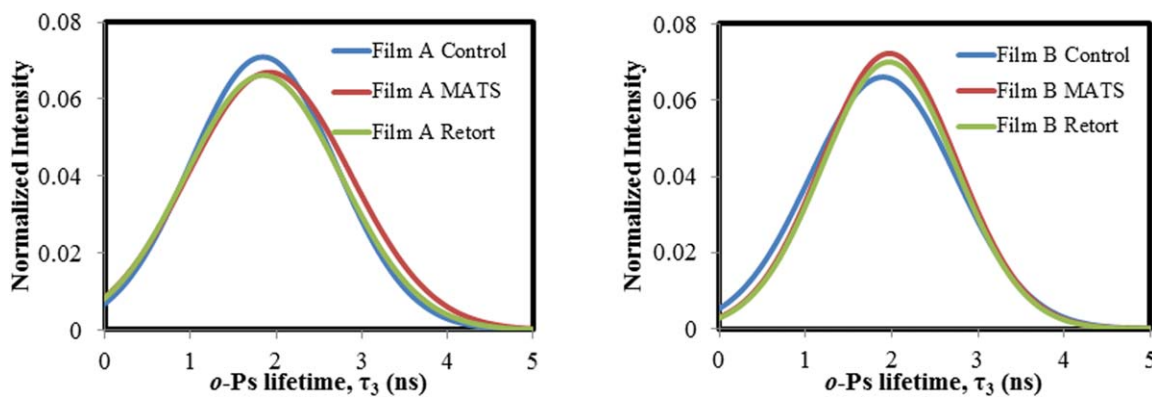 Normalized Intensity
0.08
0.06
0.04
0.02
0
Film A Control
Film A MATS
Film A Retort
0 1 2 3 4 5
o-Ps lifetime, τ3 (ns)
Normalized Intensity
0.08
0.06
0.04
0.02
0
Film B Control
Film B MATS
Film B Retort
0 1 2 3 4 5
o-Ps lifetime, τ3 (ns)